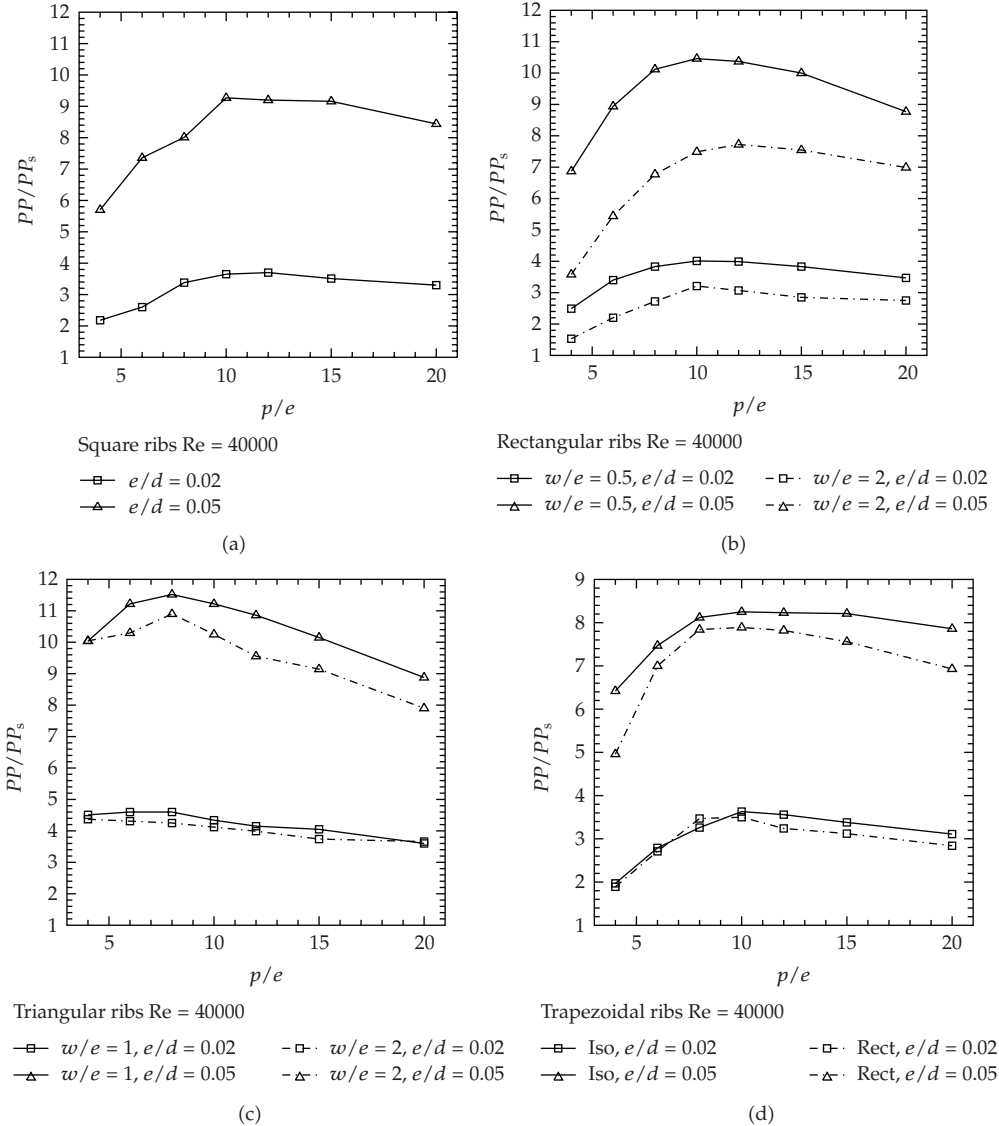 12
11
10
9
8
7
6
5
4
3
2
1
PP/PPs
5 10 15 20
p/e
Square ribs Re = 40000
e/d = 0.02
e/d = 0.05
(a)
12
11
10
9
8
7
6
5
4
3
2
1
PP/PPs
5 10 15 20
p/e
Rectangular ribs Re = 40000
w/e = 0.5, e/d = 0.02 w/e = 2, e/d = 0.02
w/e = 0.5, e/d = 0.05 w/e = 2, e/d = 0.05
(b)
12
11
10
9
8
7
6
5
4
3
2
1
PP/PPs
5 10 15 20
p/e
Triangular ribs Re = 40000
w/e = 1, e/d = 0.02 w/e = 2, e/d = 0.02
w/e = 1, e/d = 0.05 w/e = 2, e/d = 0.05
(c)
9
8
7
6
5
4
3
2
1
PP/PPs
5 10 15 20
p/e
Trapezoidal ribs Re = 40000
Iso, e/d = 0.02 Rect, e/d = 0.02
Iso, e/d = 0.05 Rect, e/d = 0.05
(d)